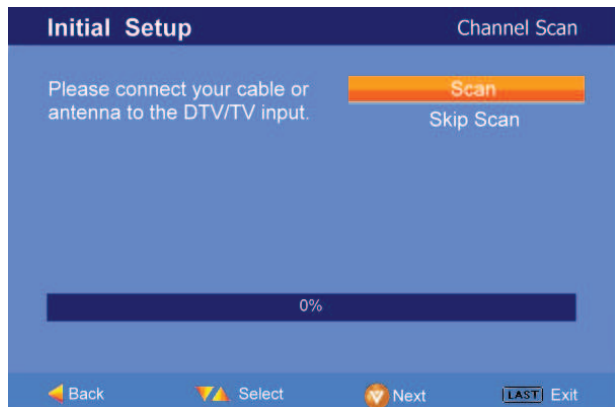 Initial Setup
Channel Scan
Please connect your cable or
antenna to the DTV/TV input.
Scan
Skip Scan
0%
Back
Select
Next
LAST Exit